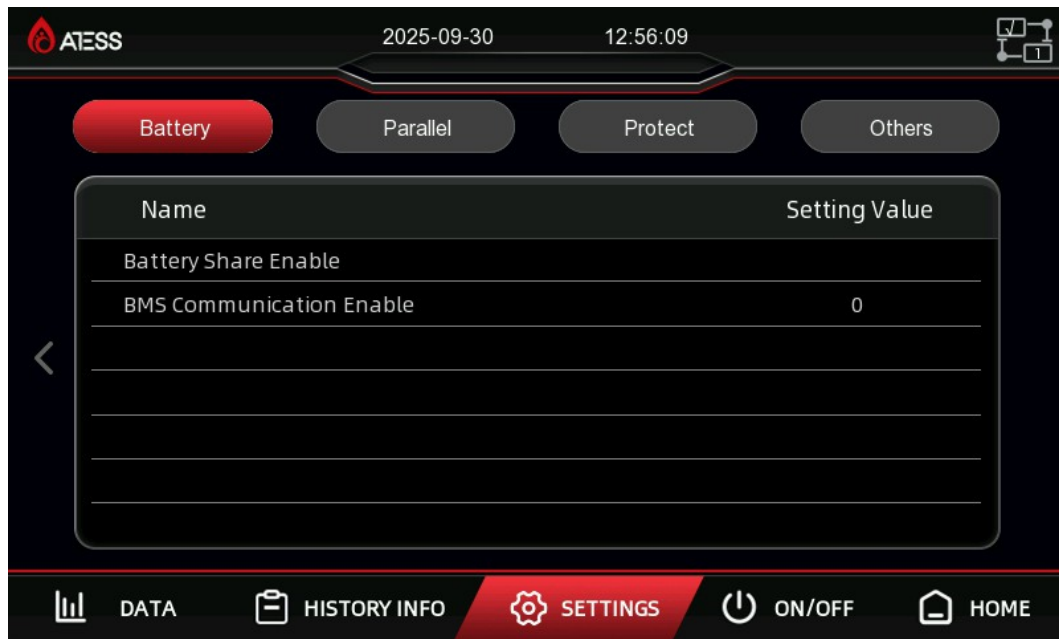 ATESS 2025-09-30 12:56:09
1
Battery Parallel Protect Others
Name Setting Value
Battery Share Enable
BMS Communication Enable 0
DATA HISTORY INFO SETTINGS ON/OFF HOME